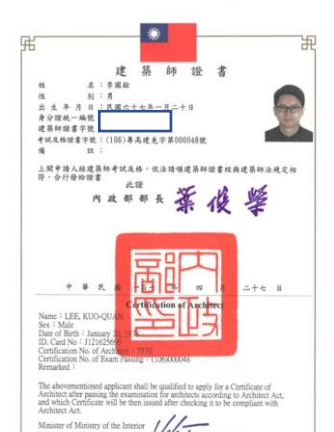 建築師證書
姓名：李國銓
性別：男
出生年月日：民國六十七年一月二十日
身分證統一編號
建築師證書字號
考試及格證書字號：(106)專高建免字第000048號
備註：
上開申請人經建築師考試及格，依法請領建築師證書核與建築師法規定相
符，合行發給證書
此證
內政部部長 葉俊榮
中華民國 一百 六 年 四 月 二十七 日
Certification of Architect
Name：LEE, KUO-QUAN
Sex：Male
Date of Birth：January 20, 1978
ID. Card No：
Certification No. of Architect：
Certification No. of Exam Passing：(106)000048
Remarked：
The abovementioned applicant shall be qualified to apply for a Certificate of
Architect after passing the examination for architects according to Architect Act,
and which Certificate will be then issued after checking it to be compliant with
Architect Act.
Minister of Ministry of the Interior